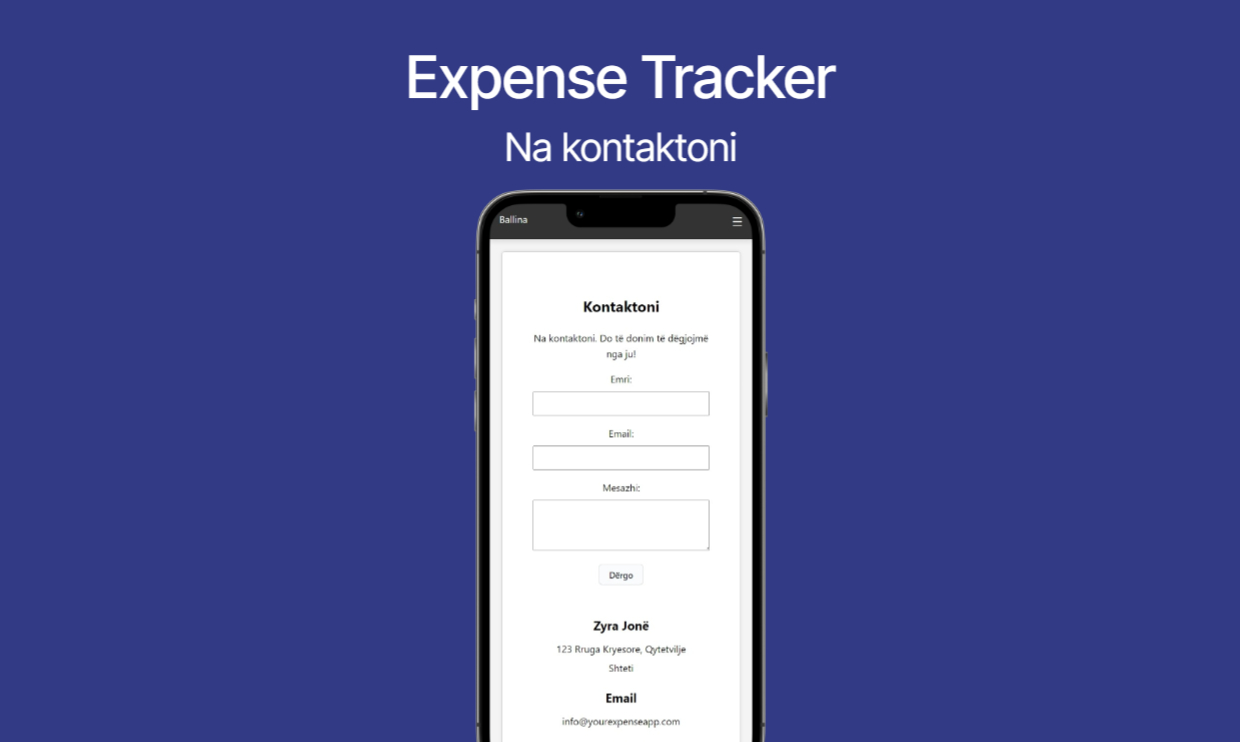 Expense Tracker
Na kontaktoni
Ballina
Kontaktoni
Na kontaktoni. Do të donim të dëgjojmë
nga ju!
Emri:
Email:
Mesazhi:
Dërgo
Zyra Jonë
123 Rruga Kryesore, Qytetvilje
Shteti
Email
info@yourexpenseapp.com